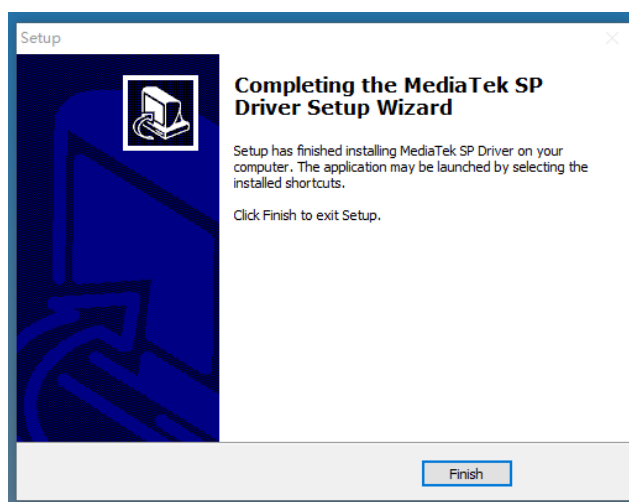 Setup
Completing the MediaTek SP
Driver Setup Wizard
Setup has finished installing MediaTek SP Driver on your
computer. The application may be launched by selecting the
installed shortcuts.
Click Finish to exit Setup.
Finish